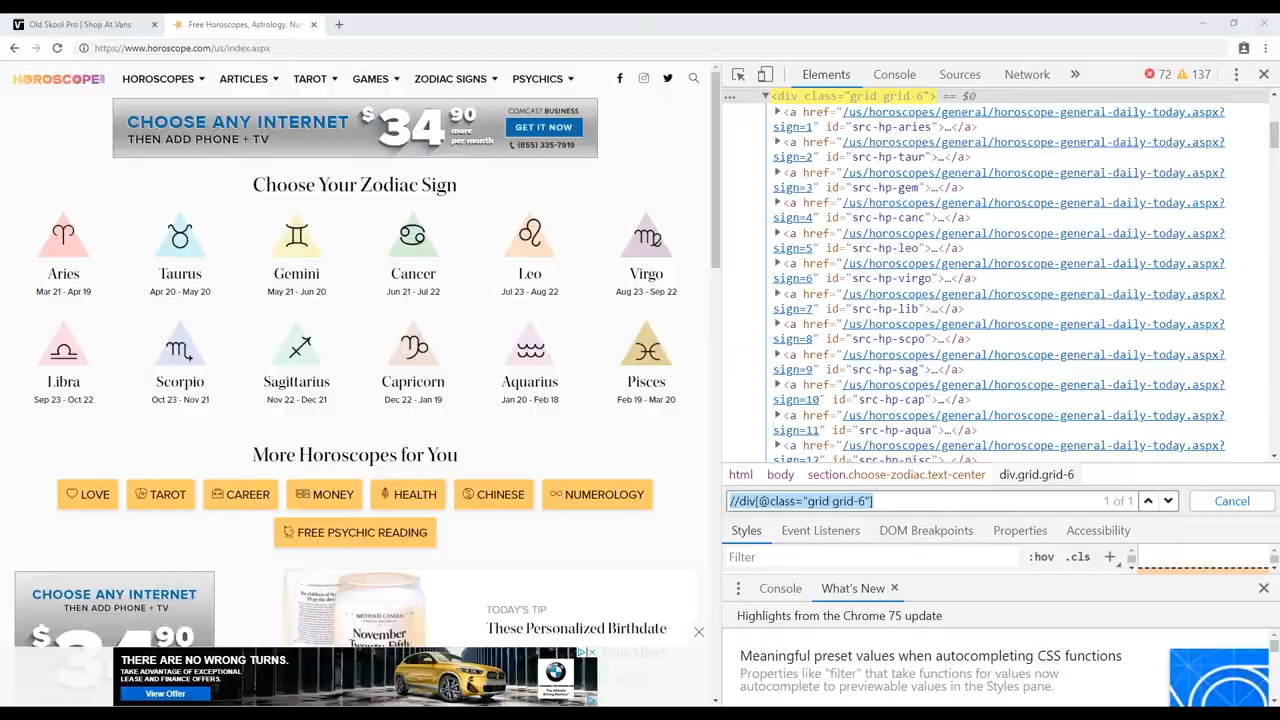 Old Skool Pro | Shop At Vans
Free Horoscopes, Astrology, Nu
https://www.horoscope.com/us/index.aspx
HOROSCOPE
HOROSCOPES ARTICLES TAROT GAMES ZODIAC SIGNS PSYCHICS
CHOOSE ANY INTERNET
THEN ADD PHONE + TV
$34 90
more
per month
COMCAST BUSINESS
GET IT NOW
(855) 335-7919
Choose Your Zodiac Sign
Aries Taurus Gemini Cancer Leo Virgo
Mar 21 - Apr 19 Apr 20 - May 20 May 21 - Jun 20 Jun 21 - Jul 22 Jul 23 - Aug 22 Aug 23 - Sep 22
Libra Scorpio Sagittarius Capricorn Aquarius Pisces
Sep 23 - Oct 22 Oct 23 - Nov 21 Nov 22 - Dec 21 Dec 22 - Jan 19 Jan 20 - Feb 18 Feb 19 - Mar 20
More Horoscopes for You
LOVE TAROT CAREER MONEY HEALTH CHINESE NUMEROLOGY
FREE PSYCHIC READING
CHOOSE ANY INTERNET
THEN ADD PHONE + TV
$34 90
BIRTHDATE CANDLES
November
Twenty-Fifth
TODAY'S TIP
These Personalized Birthdate
THERE ARE NO WRONG TURNS.
TAKE ADVANTAGE OF EXCEPTIONAL
LEASE AND FINANCE OFFERS.
View Offer
BMW
Elements Console Sources Network » 72 137
<div class="grid grid-6"> == $0
<a href="/us/horoscopes/general/horoscope-general-daily-today.aspx?
sign=1" id="src-hp-aries">…</a>
<a href="/us/horoscopes/general/horoscope-general-daily-today.aspx?
sign=2" id="src-hp-taur">…</a>
<a href="/us/horoscopes/general/horoscope-general-daily-today.aspx?
sign=3" id="src-hp-gem">…</a>
<a href="/us/horoscopes/general/horoscope-general-daily-today.aspx?
sign=4" id="src-hp-canc">…</a>
<a href="/us/horoscopes/general/horoscope-general-daily-today.aspx?
sign=5" id="src-hp-leo">…</a>
<a href="/us/horoscopes/general/horoscope-general-daily-today.aspx?
sign=6" id="src-hp-virgo">…</a>
<a href="/us/horoscopes/general/horoscope-general-daily-today.aspx?
sign=7" id="src-hp-lib">…</a>
<a href="/us/horoscopes/general/horoscope-general-daily-today.aspx?
sign=8" id="src-hp-scpo">…</a>
<a href="/us/horoscopes/general/horoscope-general-daily-today.aspx?
sign=9" id="src-hp-sag">…</a>
<a href="/us/horoscopes/general/horoscope-general-daily-today.aspx?
sign=10" id="src-hp-cap">…</a>
<a href="/us/horoscopes/general/horoscope-general-daily-today.aspx?
sign=11" id="src-hp-aqua">…</a>
<a href="/us/horoscopes/general/horoscope-general-daily-today.aspx?
sign=12" id="src-hp-pisc">…</a>
html body section.choose-zodiac.text-center div.grid.grid-6
//div[@class="grid grid-6"] 1 of 1 Cancel
Styles Event Listeners DOM Breakpoints Properties Accessibility
Filter :hov .cls +
Console What's New
Highlights from the Chrome 75 update
Meaningful preset values when autocompleting CSS functions
Properties like "filter" that take functions for values now
autocomplete to previewable values in the Styles pane.